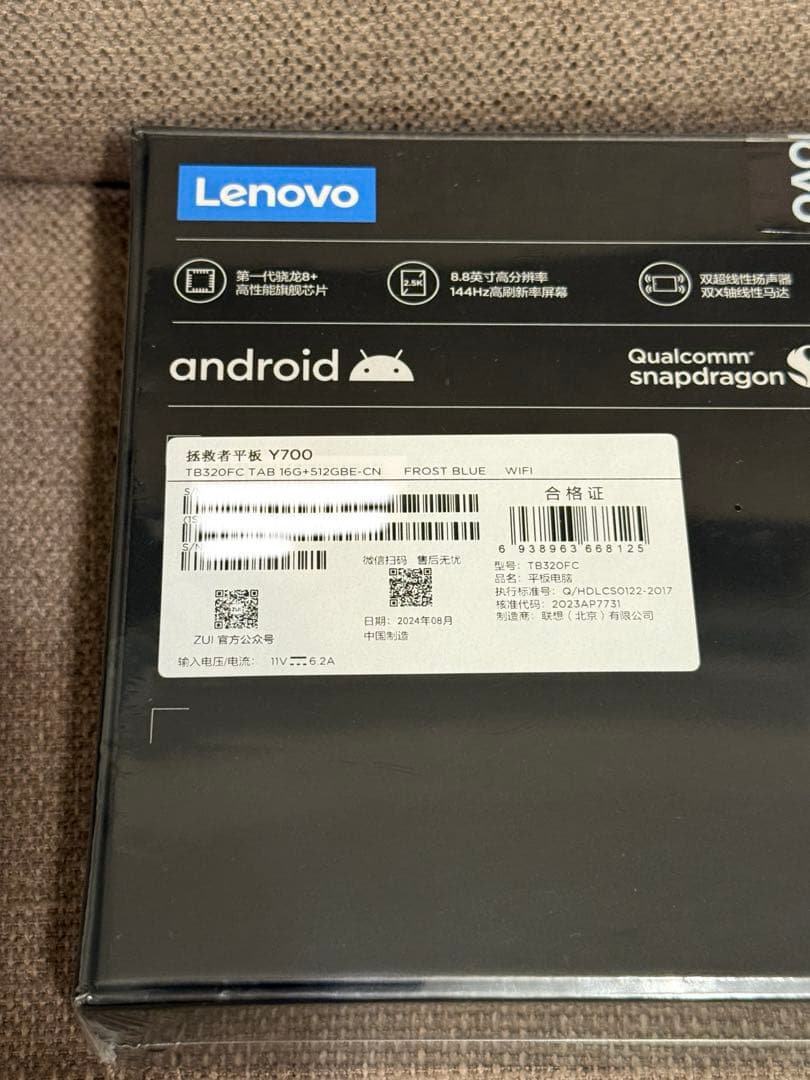 Lenovo
OVO
第一代骁龙8+
高性能旗舰芯片
2.5K
8.8英寸高分辨率
144Hz高刷新率屏幕
双超线性扬声器
双X轴线性马达
android
Qualcomm
snapdragon
拯救者平板 Y700
TB320FC TAB 16G+512GBE-CN FROST BLUE WIFI
S/
(1S
S/N
合格证
6 938963 668125
微信扫码 售后无忧
型号: TB320FC
品名: 平板电脑
执行标准号: Q/HDLCS0122-2017
核准代码: 2023AP7731
制造商: 联想(北京)有限公司
日期: 2024年08月
中国制造
ZUI 官方公众号
输入电压/电流: 11V 6.2A